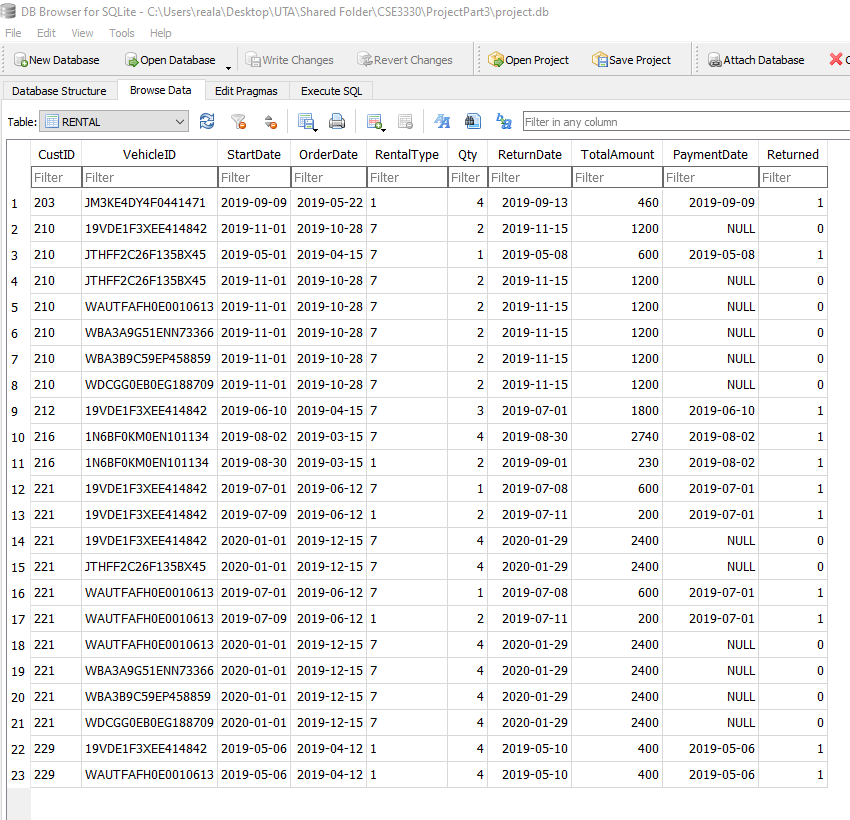 DB Browser for SQLite - C:\Users\reala\Desktop\UTA\Shared Folder\CSE3330\ProjectPart3\project.db
File Edit View Tools Help
New Database Open Database Write Changes Revert Changes Open Project Save Project Attach Database
Database Structure Browse Data Edit Pragmas Execute SQL
Table: RENTAL Filter in any column
CustID VehicleID StartDate OrderDate RentalType Qty ReturnDate TotalAmount PaymentDate Returned
Filter Filter Filter Filter Filter Filter Filter Filter Filter Filter
1 203 JM3KE4DY4F0441471 2019-09-09 2019-05-22 1 4 2019-09-13 460 2019-09-09 1
2 210 19VDE1F3XEE414842 2019-11-01 2019-10-28 7 2 2019-11-15 1200 NULL 0
3 210 JTHFF2C26F135BX45 2019-05-01 2019-04-15 7 1 2019-05-08 600 2019-05-08 1
4 210 JTHFF2C26F135BX45 2019-11-01 2019-10-28 7 2 2019-11-15 1200 NULL 0
5 210 WAUTFAFH0E0010613 2019-11-01 2019-10-28 7 2 2019-11-15 1200 NULL 0
6 210 WBA3A9G51ENN73366 2019-11-01 2019-10-28 7 2 2019-11-15 1200 NULL 0
7 210 WBA3B9C59EP458859 2019-11-01 2019-10-28 7 2 2019-11-15 1200 NULL 0
8 210 WDCGG0EB0EG188709 2019-11-01 2019-10-28 7 2 2019-11-15 1200 NULL 0
9 212 19VDE1F3XEE414842 2019-06-10 2019-04-15 7 3 2019-07-01 1800 2019-06-10 1
10 216 1N6BF0KM0EN101134 2019-08-02 2019-03-15 7 4 2019-08-30 2740 2019-08-02 1
11 216 1N6BF0KM0EN101134 2019-08-30 2019-03-15 1 2 2019-09-01 230 2019-08-02 1
12 221 19VDE1F3XEE414842 2019-07-01 2019-06-12 7 1 2019-07-08 600 2019-07-01 1
13 221 19VDE1F3XEE414842 2019-07-09 2019-06-12 1 2 2019-07-11 200 2019-07-01 1
14 221 19VDE1F3XEE414842 2020-01-01 2019-12-15 7 4 2020-01-29 2400 NULL 0
15 221 JTHFF2C26F135BX45 2020-01-01 2019-12-15 7 4 2020-01-29 2400 NULL 0
16 221 WAUTFAFH0E0010613 2019-07-01 2019-06-12 7 1 2019-07-08 600 2019-07-01 1
17 221 WAUTFAFH0E0010613 2019-07-09 2019-06-12 1 2 2019-07-11 200 2019-07-01 1
18 221 WAUTFAFH0E0010613 2020-01-01 2019-12-15 7 4 2020-01-29 2400 NULL 0
19 221 WBA3A9G51ENN73366 2020-01-01 2019-12-15 7 4 2020-01-29 2400 NULL 0
20 221 WBA3B9C59EP458859 2020-01-01 2019-12-15 7 4 2020-01-29 2400 NULL 0
21 221 WDCGG0EB0EG188709 2020-01-01 2019-12-15 7 4 2020-01-29 2400 NULL 0
22 229 19VDE1F3XEE414842 2019-05-06 2019-04-12 1 4 2019-05-10 400 2019-05-06 1
23 229 WAUTFAFH0E0010613 2019-05-06 2019-04-12 1 4 2019-05-10 400 2019-05-06 1